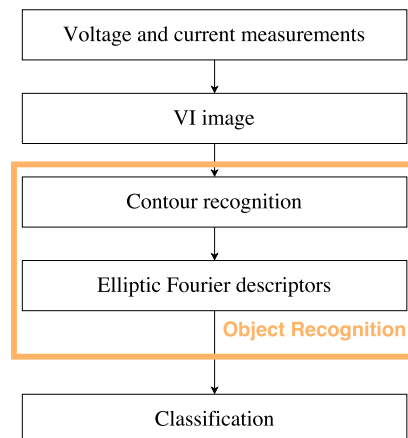 Voltage and current measurements
VI image
Contour recognition
Elliptic Fourier descriptors
Object Recognition
Classification